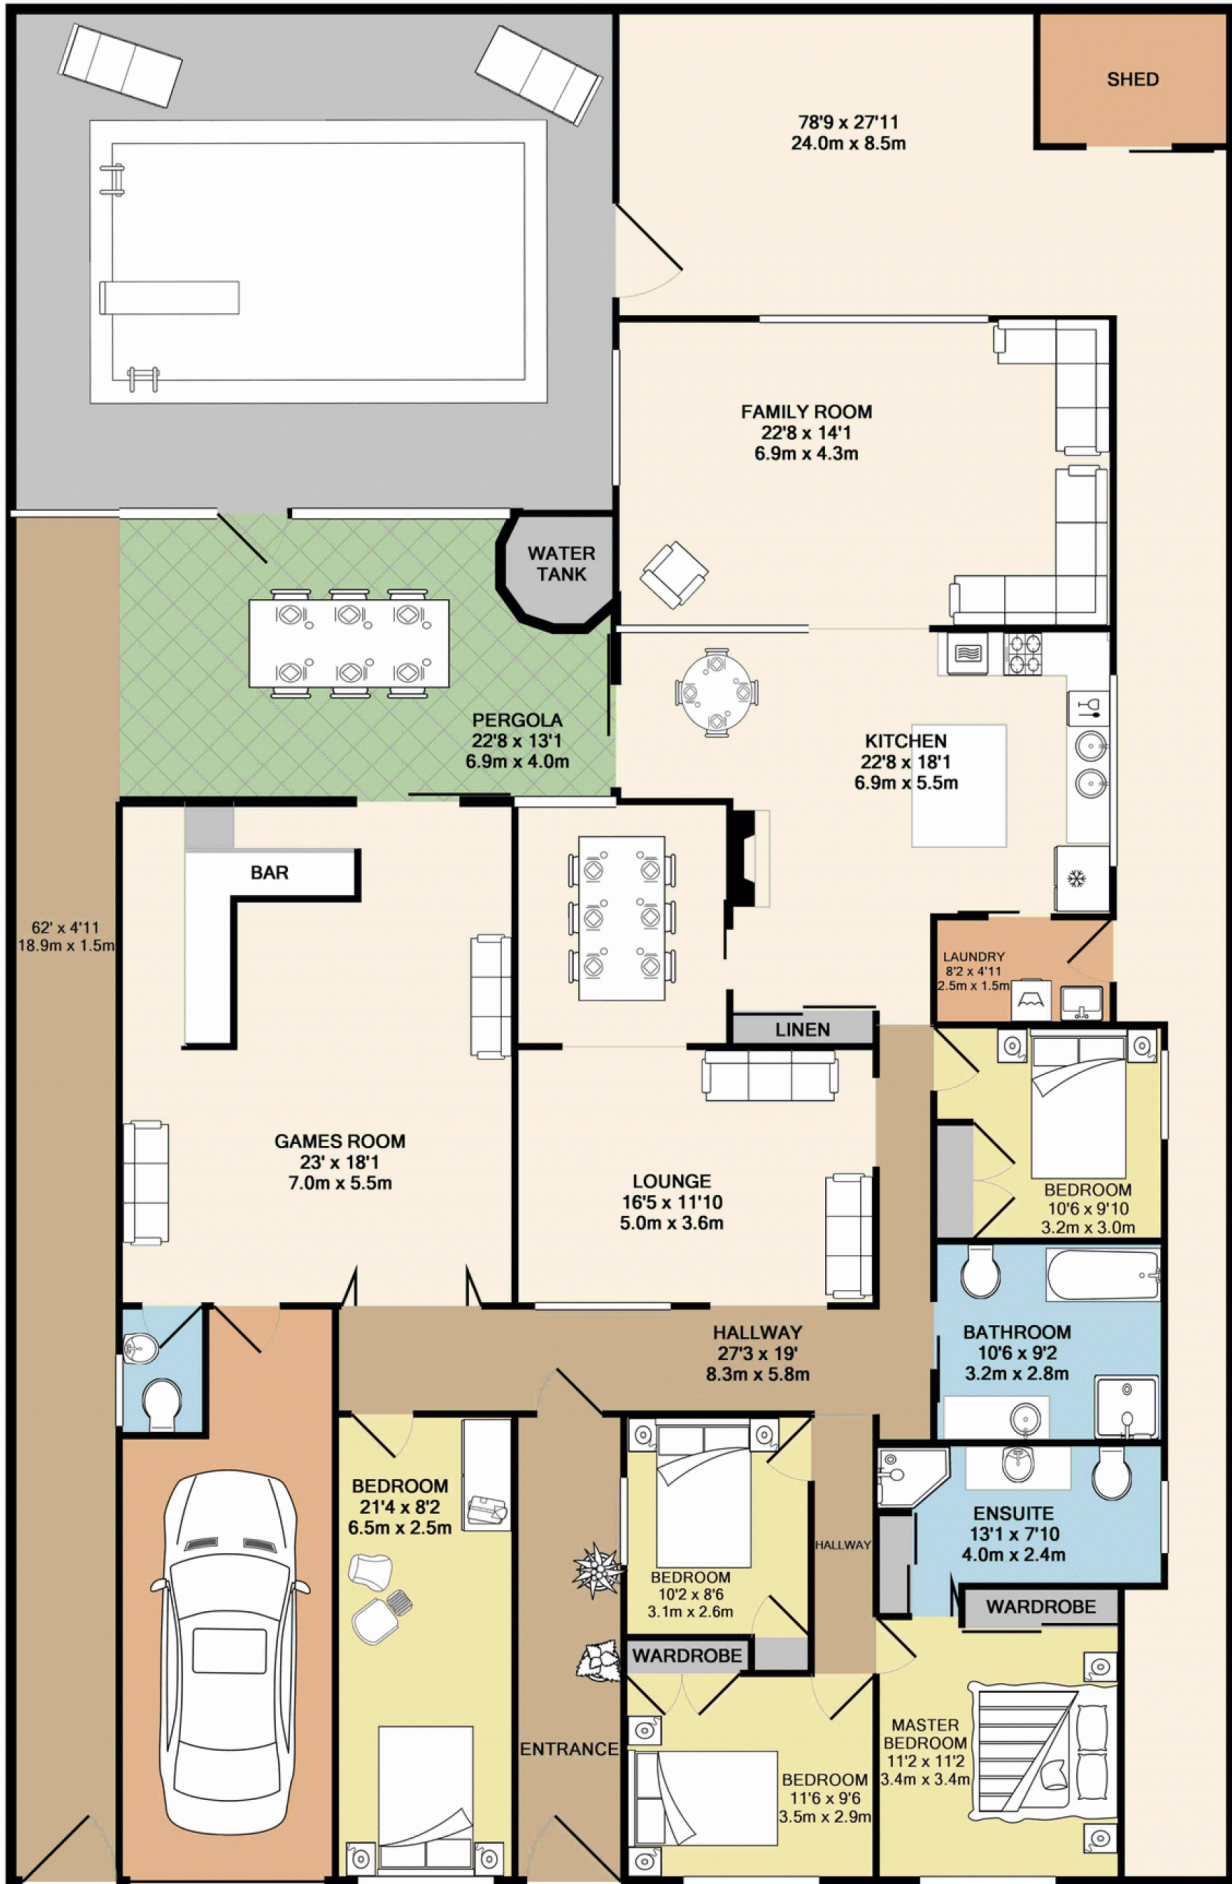 SHED
78'9 x 27'11
24.0m x 8.5m
FAMILY ROOM
22'8 x 14'1
6.9m x 4.3m
WATER
TANK
PERGOLA
22'8 x 13'1
6.9m x 4.0m
KITCHEN
22'8 x 18'1
6.9m x 5.5m
BAR
62' x 4'11
18.9m x 1.5m
LAUNDRY
8'2 x 4'11
2.5m x 1.5m
LINEN
GAMES ROOM
23' x 18'1
7.0m x 5.5m
LOUNGE
16'5 x 11'10
5.0m x 3.6m
BEDROOM
10'6 x 9'10
3.2m x 3.0m
HALLWAY
27'3 x 19'
8.3m x 5.8m
BATHROOM
10'6 x 9'2
3.2m x 2.8m
BEDROOM
21'4 x 8'2
6.5m x 2.5m
ENSUITE
13'1 x 7'10
4.0m x 2.4m
HALLWAY
BEDROOM
10'2 x 8'6
3.1m x 2.6m
WARDROBE
WARDROBE
ENTRANCE
MASTER
BEDROOM
11'2 x 11'2
3.4m x 3.4m
BEDROOM
11'6 x 9'6
3.5m x 2.9m